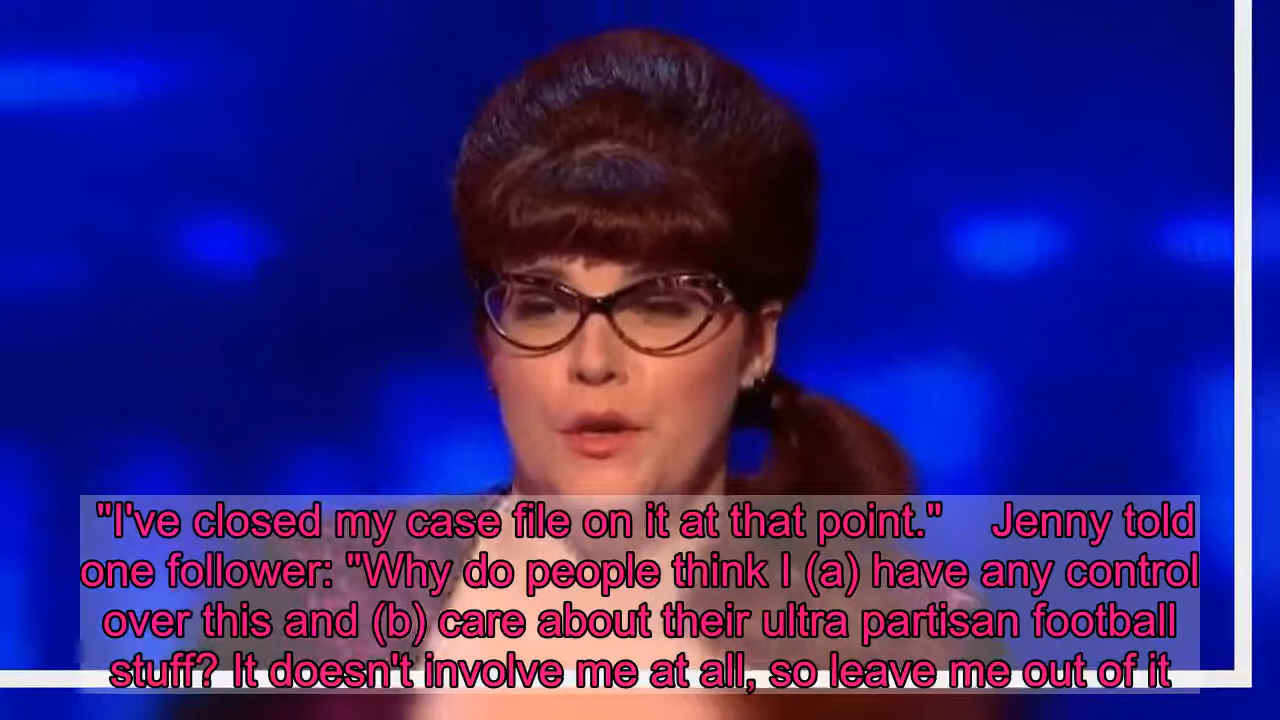 "I've closed my case file on it at that point."    Jenny told
one follower: "Why do people think I (a) have any control
over this and (b) care about their ultra partisan football
stuff? It doesn't involve me at all, so leave me out of it